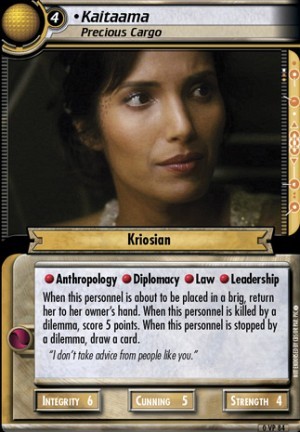 4 • Kaitaama
Precious Cargo
Kriosian
Anthropology Diplomacy Law Leadership
When this personnel is about to be placed in a brig, return
her to her owner's hand. When this personnel is killed by a
dilemma, score 5 points. When this personnel is stopped by
a dilemma, draw a card.
"I don't take advice from people like you."
INTEGRITY 6 CUNNING 5 STRENGTH 4
0 VP 84